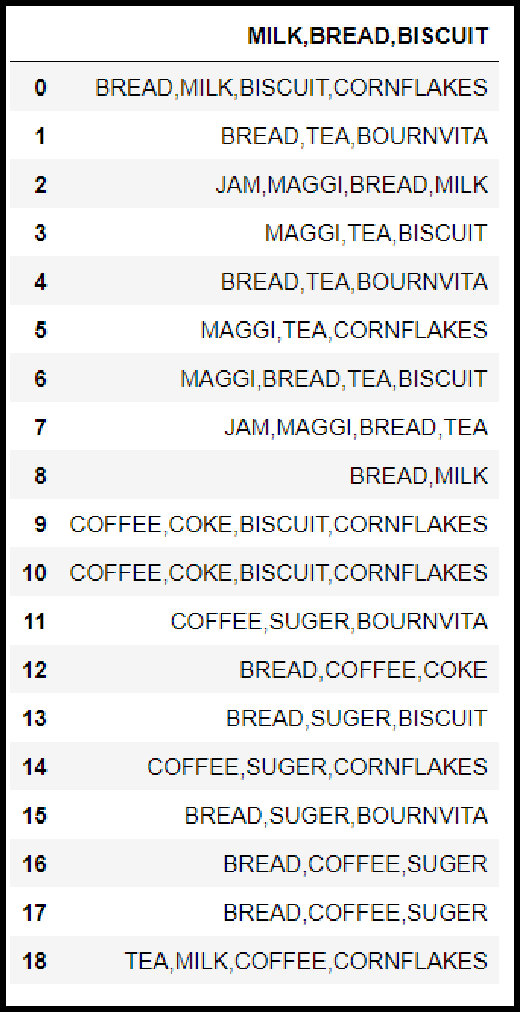 MILK,BREAD,BISCUIT
0 BREAD,MILK,BISCUIT,CORNFLAKES
1 BREAD,TEA,BOURNVITA
2 JAM,MAGGI,BREAD,MILK
3 MAGGI,TEA,BISCUIT
4 BREAD,TEA,BOURNVITA
5 MAGGI,TEA,CORNFLAKES
6 MAGGI,BREAD,TEA,BISCUIT
7 JAM,MAGGI,BREAD,TEA
8 BREAD,MILK
9 COFFEE,COKE,BISCUIT,CORNFLAKES
10 COFFEE,COKE,BISCUIT,CORNFLAKES
11 COFFEE,SUGER,BOURNVITA
12 BREAD,COFFEE,COKE
13 BREAD,SUGER,BISCUIT
14 COFFEE,SUGER,CORNFLAKES
15 BREAD,SUGER,BOURNVITA
16 BREAD,COFFEE,SUGER
17 BREAD,COFFEE,SUGER
18 TEA,MILK,COFFEE,CORNFLAKES